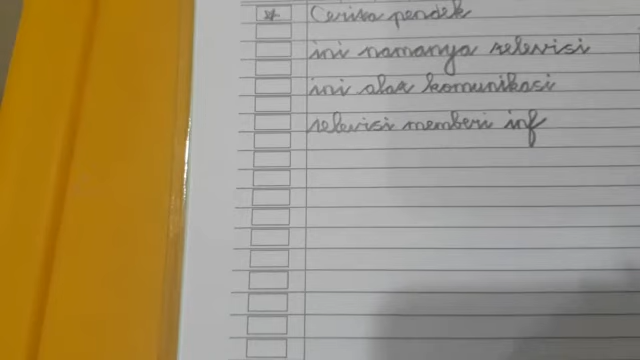 * Cerita pendek
ini namanya televisi
ini alat komunikasi
televisi memberi inf